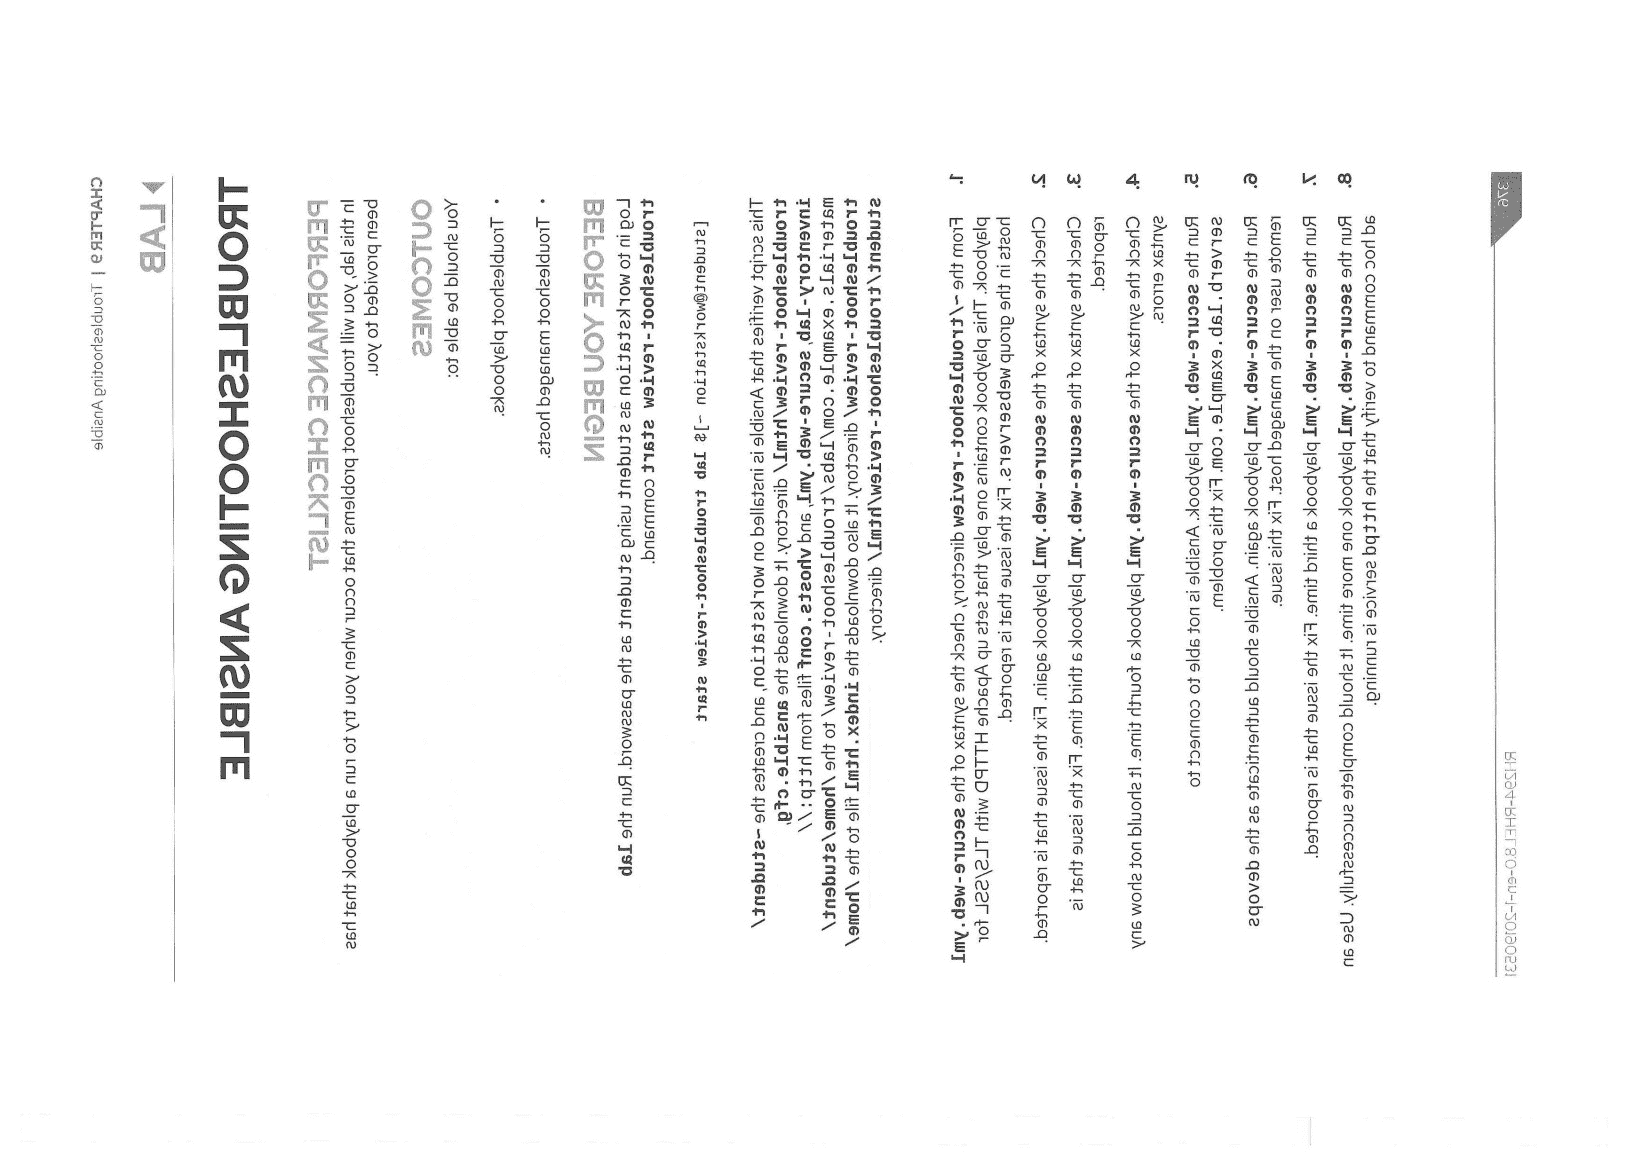 CHAPTER 9 | Troubleshooting Ansible
LAB
TROUBLESHOOTING ANSIBLE
PERFORMANCE CHECKLIST
In this lab, you will troubleshoot problems that occur when you try to run a playbook that has
been provided to you.
OUTCOMES
You should be able to:
• Troubleshoot playbooks.
• Troubleshoot managed hosts.
BEFORE YOU BEGIN
Log in to workstation as student using student as the password. Run the lab
troubleshoot-review start command.
[student@workstation ~]$ lab troubleshoot-review start
This script verifies that Ansible is installed on workstation, and creates the ~student/
troubleshoot-review/html/ directory. It downloads the ansible.cfg,
inventory-lab, secure-web.yml, and vhosts.conf files from http://
materials.example.com/labs/troubleshoot-review/ to the /home/student/
troubleshoot-review/ directory. It also downloads the index.html file to the /home/
student/troubleshoot-review/html/ directory.
1. From the ~/troubleshoot-review directory, check the syntax of the secure-web.yml
playbook. This playbook contains one play that sets up Apache HTTPD with TLS/SSL for
hosts in the group webservers. Fix the issue that is reported.
2. Check the syntax of the secure-web.yml playbook again. Fix the issue that is reported.
3. Check the syntax of the secure-web.yml playbook a third time. Fix the issue that is
reported.
4. Check the syntax of the secure-web.yml playbook a fourth time. It should not show any
syntax errors.
5. Run the secure-web.yml playbook. Ansible is not able to connect to
serverb.lab.example.com. Fix this problem.
6. Run the secure-web.yml playbook again. Ansible should authenticate as the devops
remote user on the managed host. Fix this issue.
7. Run the secure-web.yml playbook a third time. Fix the issue that is reported.
8. Run the secure-web.yml playbook one more time. It should complete successfully. Use an
ad hoc command to verify that the httpd service is running.
376
RH294-RHEL8.0-en-1-20190531